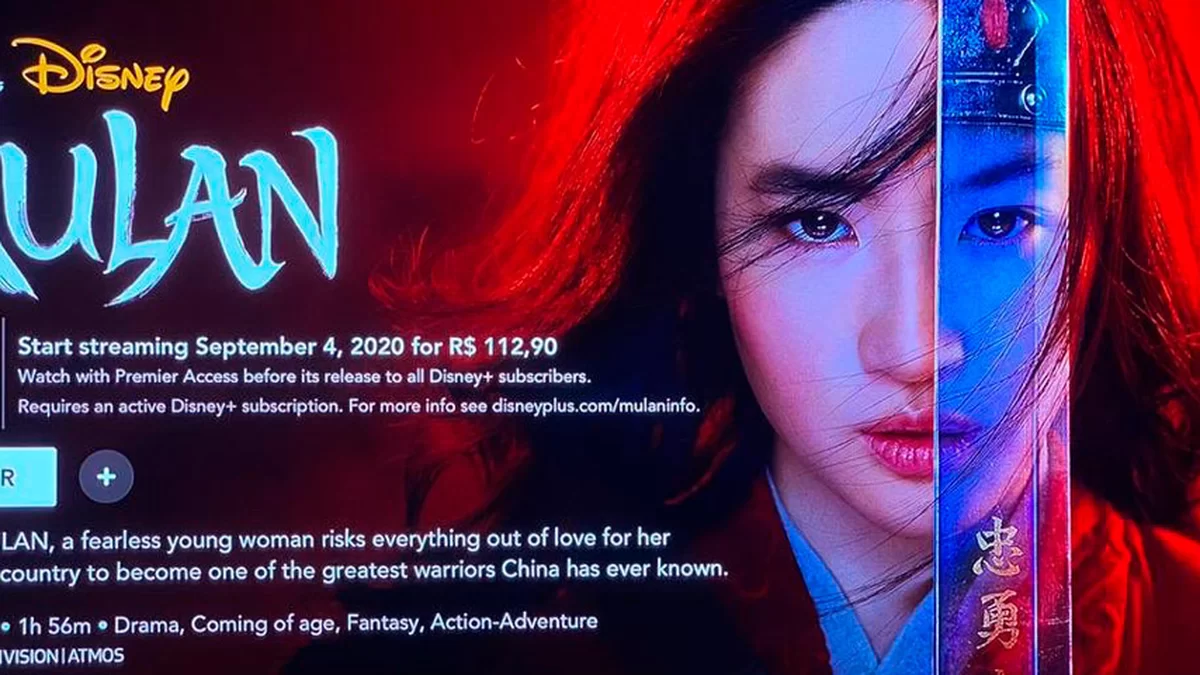 Disney
ULAN
Start streaming September 4, 2020 for R$ 112,90
Watch with Premier Access before its release to all Disney+ subscribers.
Requires an active Disney+ subscription. For more info see disneyplus.com/mulaninfo.
R +
LAN, a fearless young woman risks everything out of love for her
country to become one of the greatest warriors China has ever known.
• 1h 56m • Drama, Coming of age, Fantasy, Action-Adventure
VISION | ATMOS
忠
勇